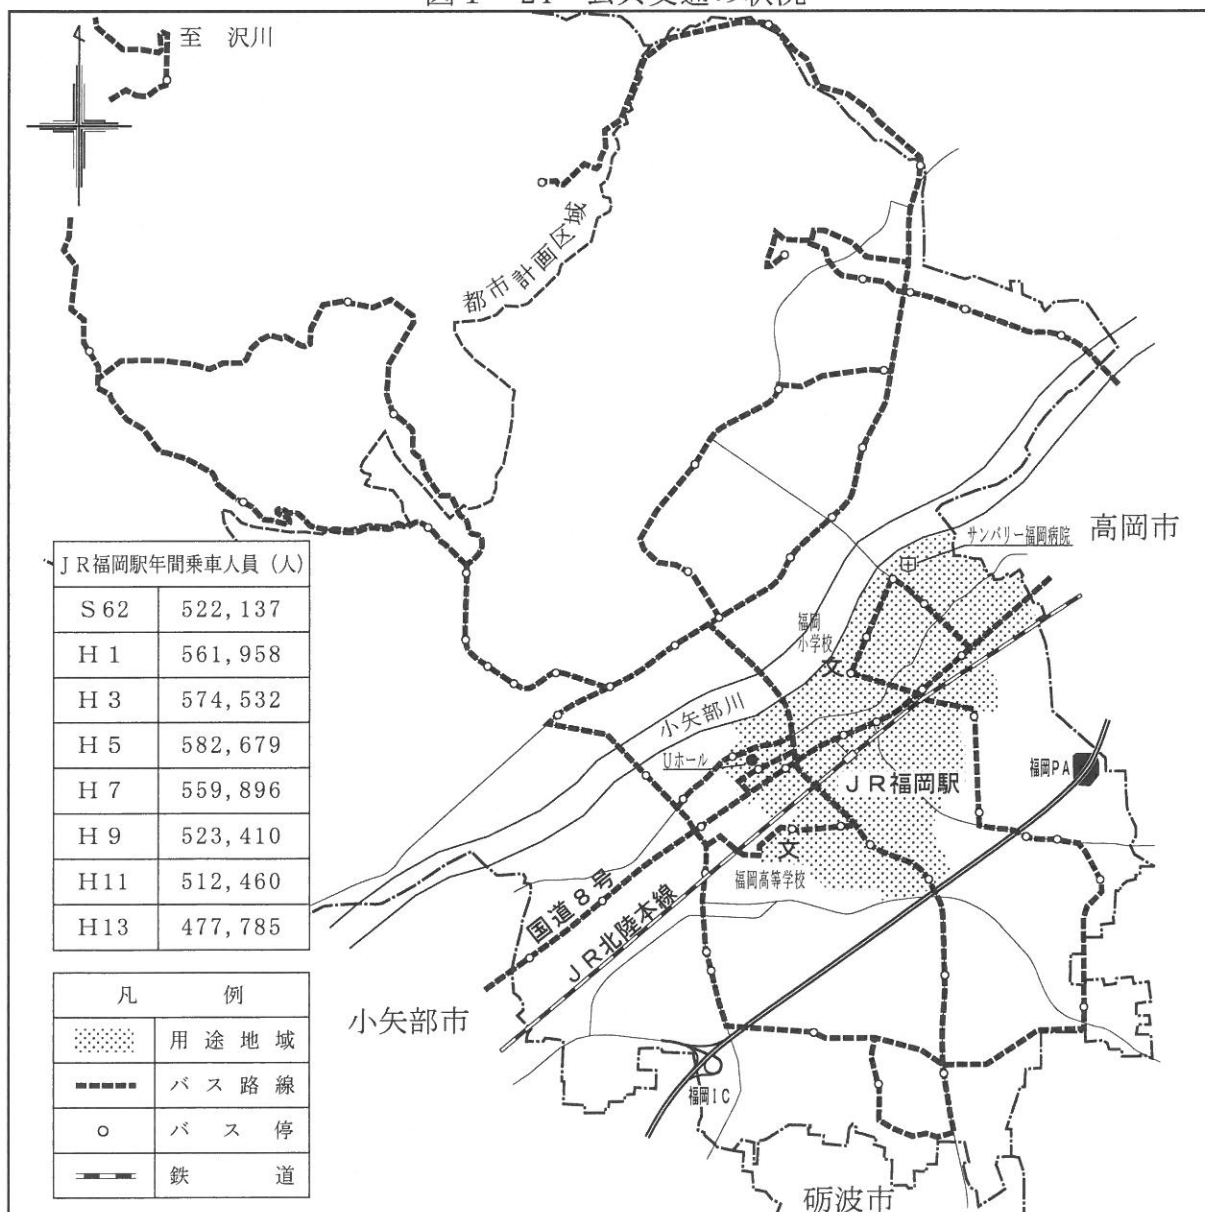 至 沢川
都市計画区域
サンバリー福岡病院
高岡市
福岡
小学校
文
小矢部川
Uホール
JR福岡駅
福岡PA
文
福岡高等学校
国道8号
JR北陸本線
小矢部市
福岡IC
砺波市
JR福岡駅年間乗車人員(人)
S62 522,137
H1 561,958
H3 574,532
H5 582,679
H7 559,896
H9 523,410
H11 512,460
H13 477,785
凡 例
用途地域
バス路線
バス停
鉄道